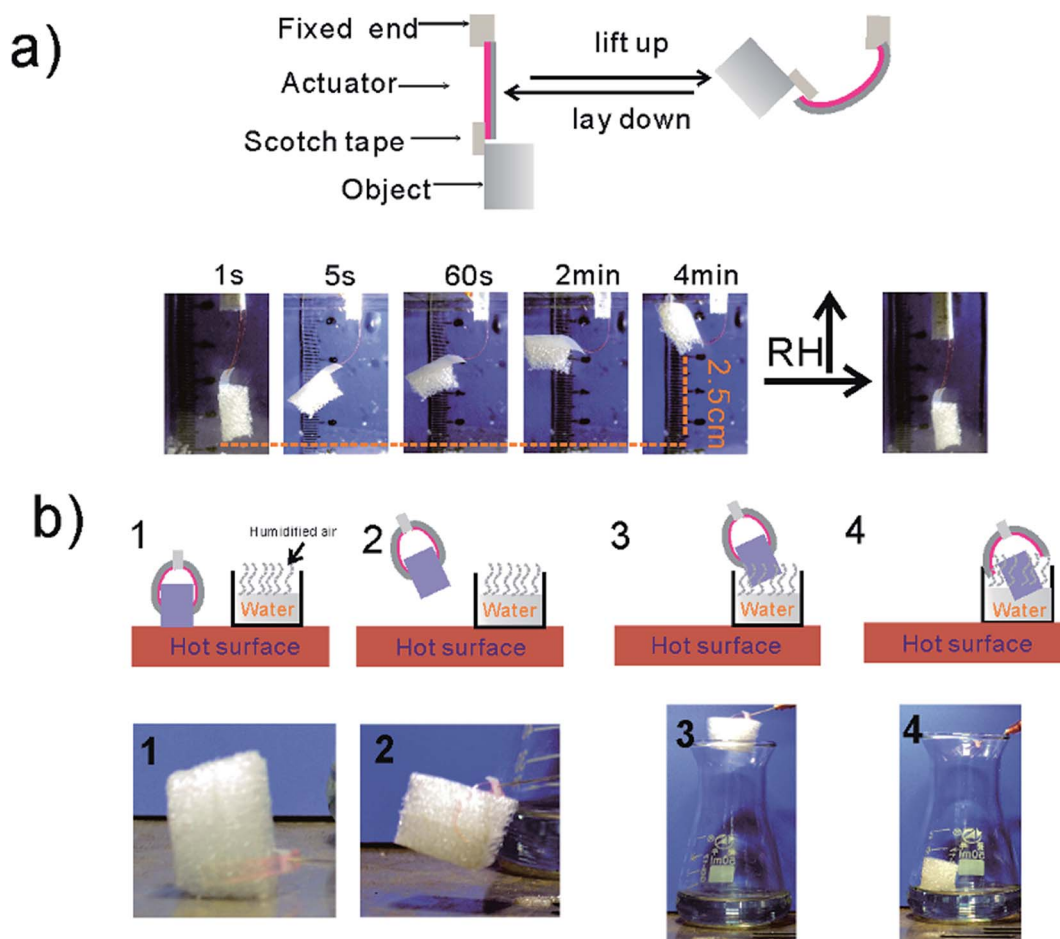 a)
Fixed end
Actuator
Scotch tape
Object
lift up
lay down
1s
5s
60s
2min
4min
2.5cm
RH
b)
1
Humidified air
Water
Hot surface
2
Water
Hot surface
3
Water
Hot surface
4
Water
Hot surface
1
2
3
4